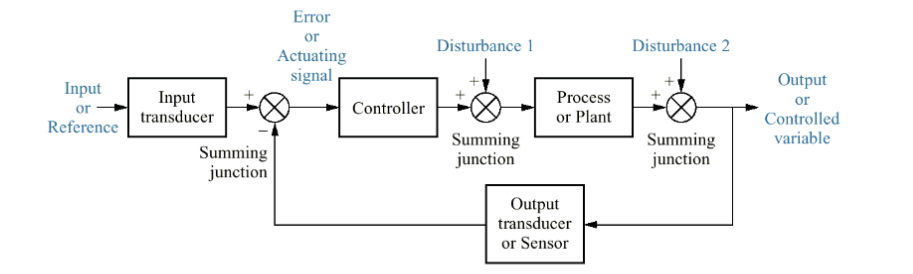 Error
or
Actuating
signal
Disturbance 1
Disturbance 2
Input
or
Reference
Input
transducer
+
−
Summing
junction
Controller
+
+
Summing
junction
Process
or Plant
+
+
Summing
junction
Output
or
Controlled
variable
Output
transducer
or Sensor